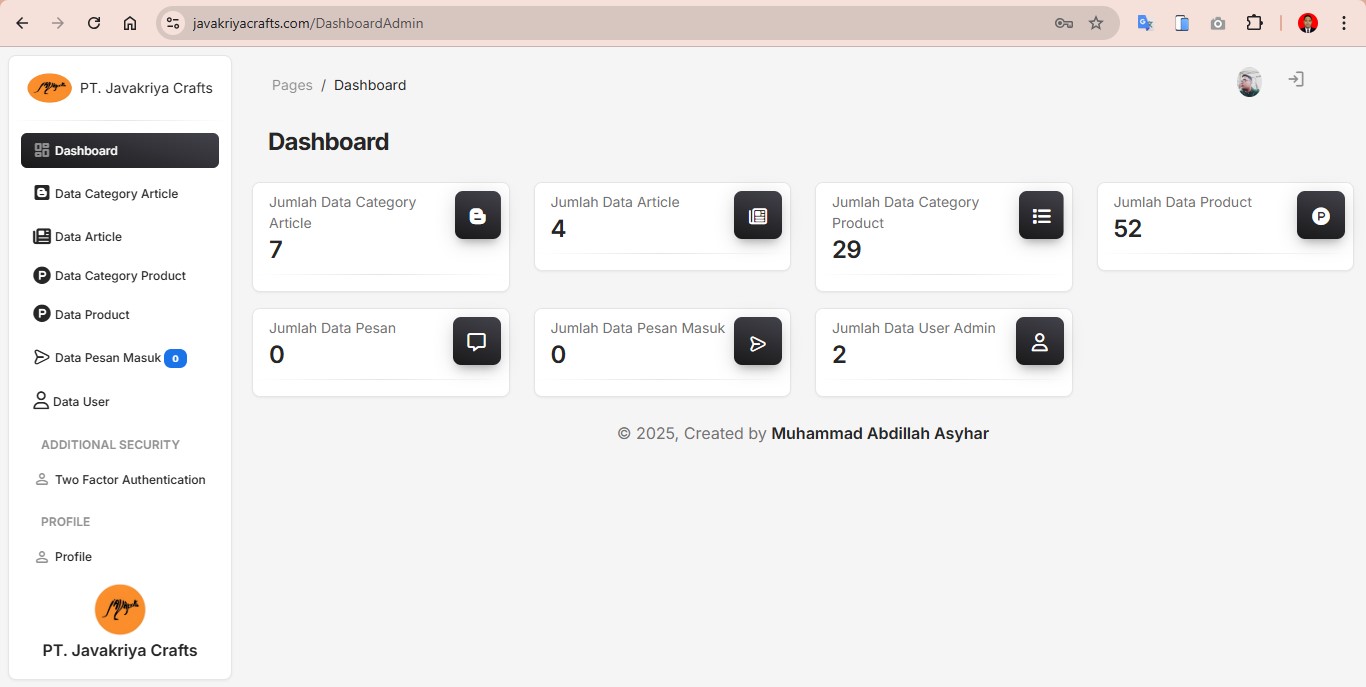 javakriyacrafts.com/DashboardAdmin
PT. Javakriya Crafts
Dashboard
Data Category Article
Data Article
Data Category Product
Data Product
Data Pesan Masuk 0
Data User
ADDITIONAL SECURITY
Two Factor Authentication
PROFILE
Profile
PT. Javakriya Crafts
Pages / Dashboard
Dashboard
Jumlah Data Category
Article
7
Jumlah Data Article
4
Jumlah Data Category
Product
29
Jumlah Data Product
52
Jumlah Data Pesan
0
Jumlah Data Pesan Masuk
0
Jumlah Data User Admin
2
© 2025, Created by Muhammad Abdillah Asyhar